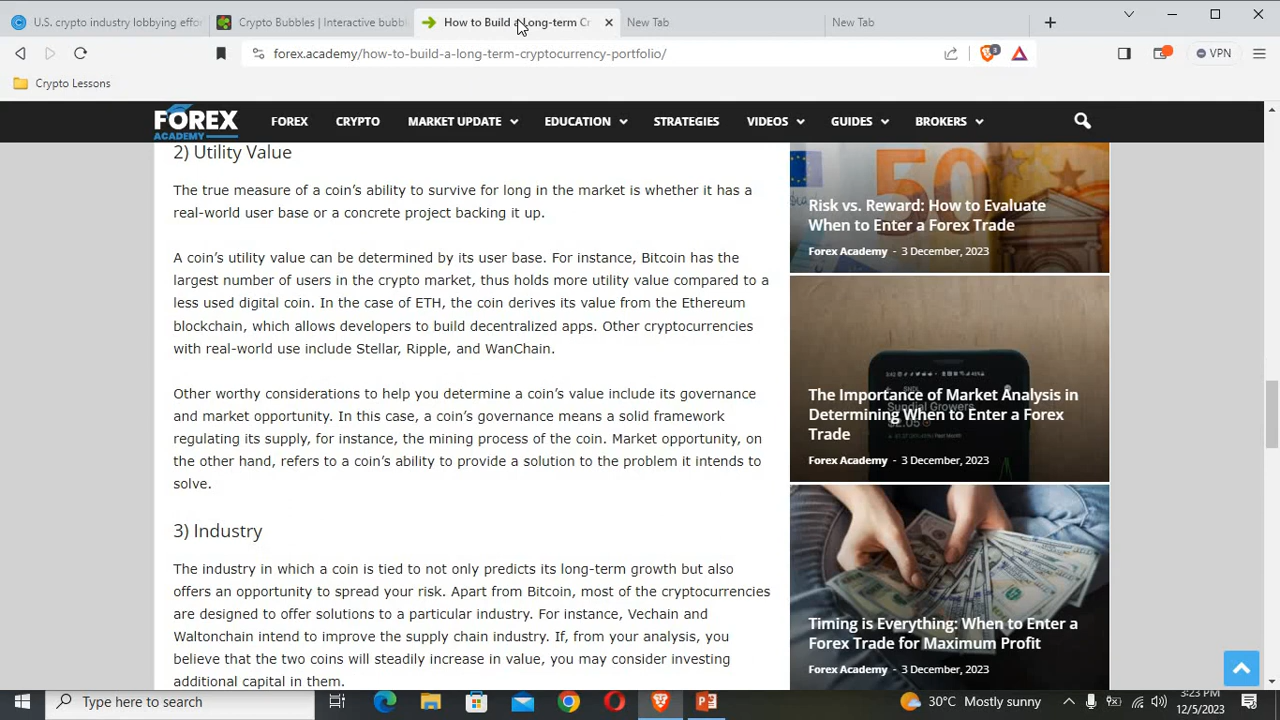 U.S. crypto industry lobbying effor
Crypto Bubbles | Interactive bubbl
How to Build a Long-term Cr
New Tab
New Tab
forex.academy/how-to-build-a-long-term-cryptocurrency-portfolio/
3
VPN
Crypto Lessons
FOREX
ACADEMY
FOREX CRYPTO MARKET UPDATE EDUCATION STRATEGIES VIDEOS GUIDES BROKERS
2) Utility Value
The true measure of a coin’s ability to survive for long in the market is whether it has a
real-world user base or a concrete project backing it up.
A coin’s utility value can be determined by its user base. For instance, Bitcoin has the
largest number of users in the crypto market, thus holds more utility value compared to a
less used digital coin. In the case of ETH, the coin derives its value from the Ethereum
blockchain, which allows developers to build decentralized apps. Other cryptocurrencies
with real-world use include Stellar, Ripple, and WanChain.
Other worthy considerations to help you determine a coin’s value include its governance
and market opportunity. In this case, a coin’s governance means a solid framework
regulating its supply, for instance, the mining process of the coin. Market opportunity, on
the other hand, refers to a coin’s ability to provide a solution to the problem it intends to
solve.
3) Industry
The industry in which a coin is tied to not only predicts its long-term growth but also
offers an opportunity to spread your risk. Apart from Bitcoin, most of the cryptocurrencies
are designed to offer solutions to a particular industry. For instance, Vechain and
Waltonchain intend to improve the supply chain industry. If, from your analysis, you
believe that the two coins will steadily increase in value, you may consider investing
additional capital in them.
50
Risk vs. Reward: How to Evaluate
When to Enter a Forex Trade
Forex Academy - 3 December, 2023
Sundial Growers
The Importance of Market Analysis in
Determining When to Enter a Forex
Trade
Forex Academy - 3 December, 2023
Timing is Everything: When to Enter a
Forex Trade for Maximum Profit
Forex Academy - 3 December, 2023
Type here to search
30°C Mostly sunny
3:23 PM
12/5/2023